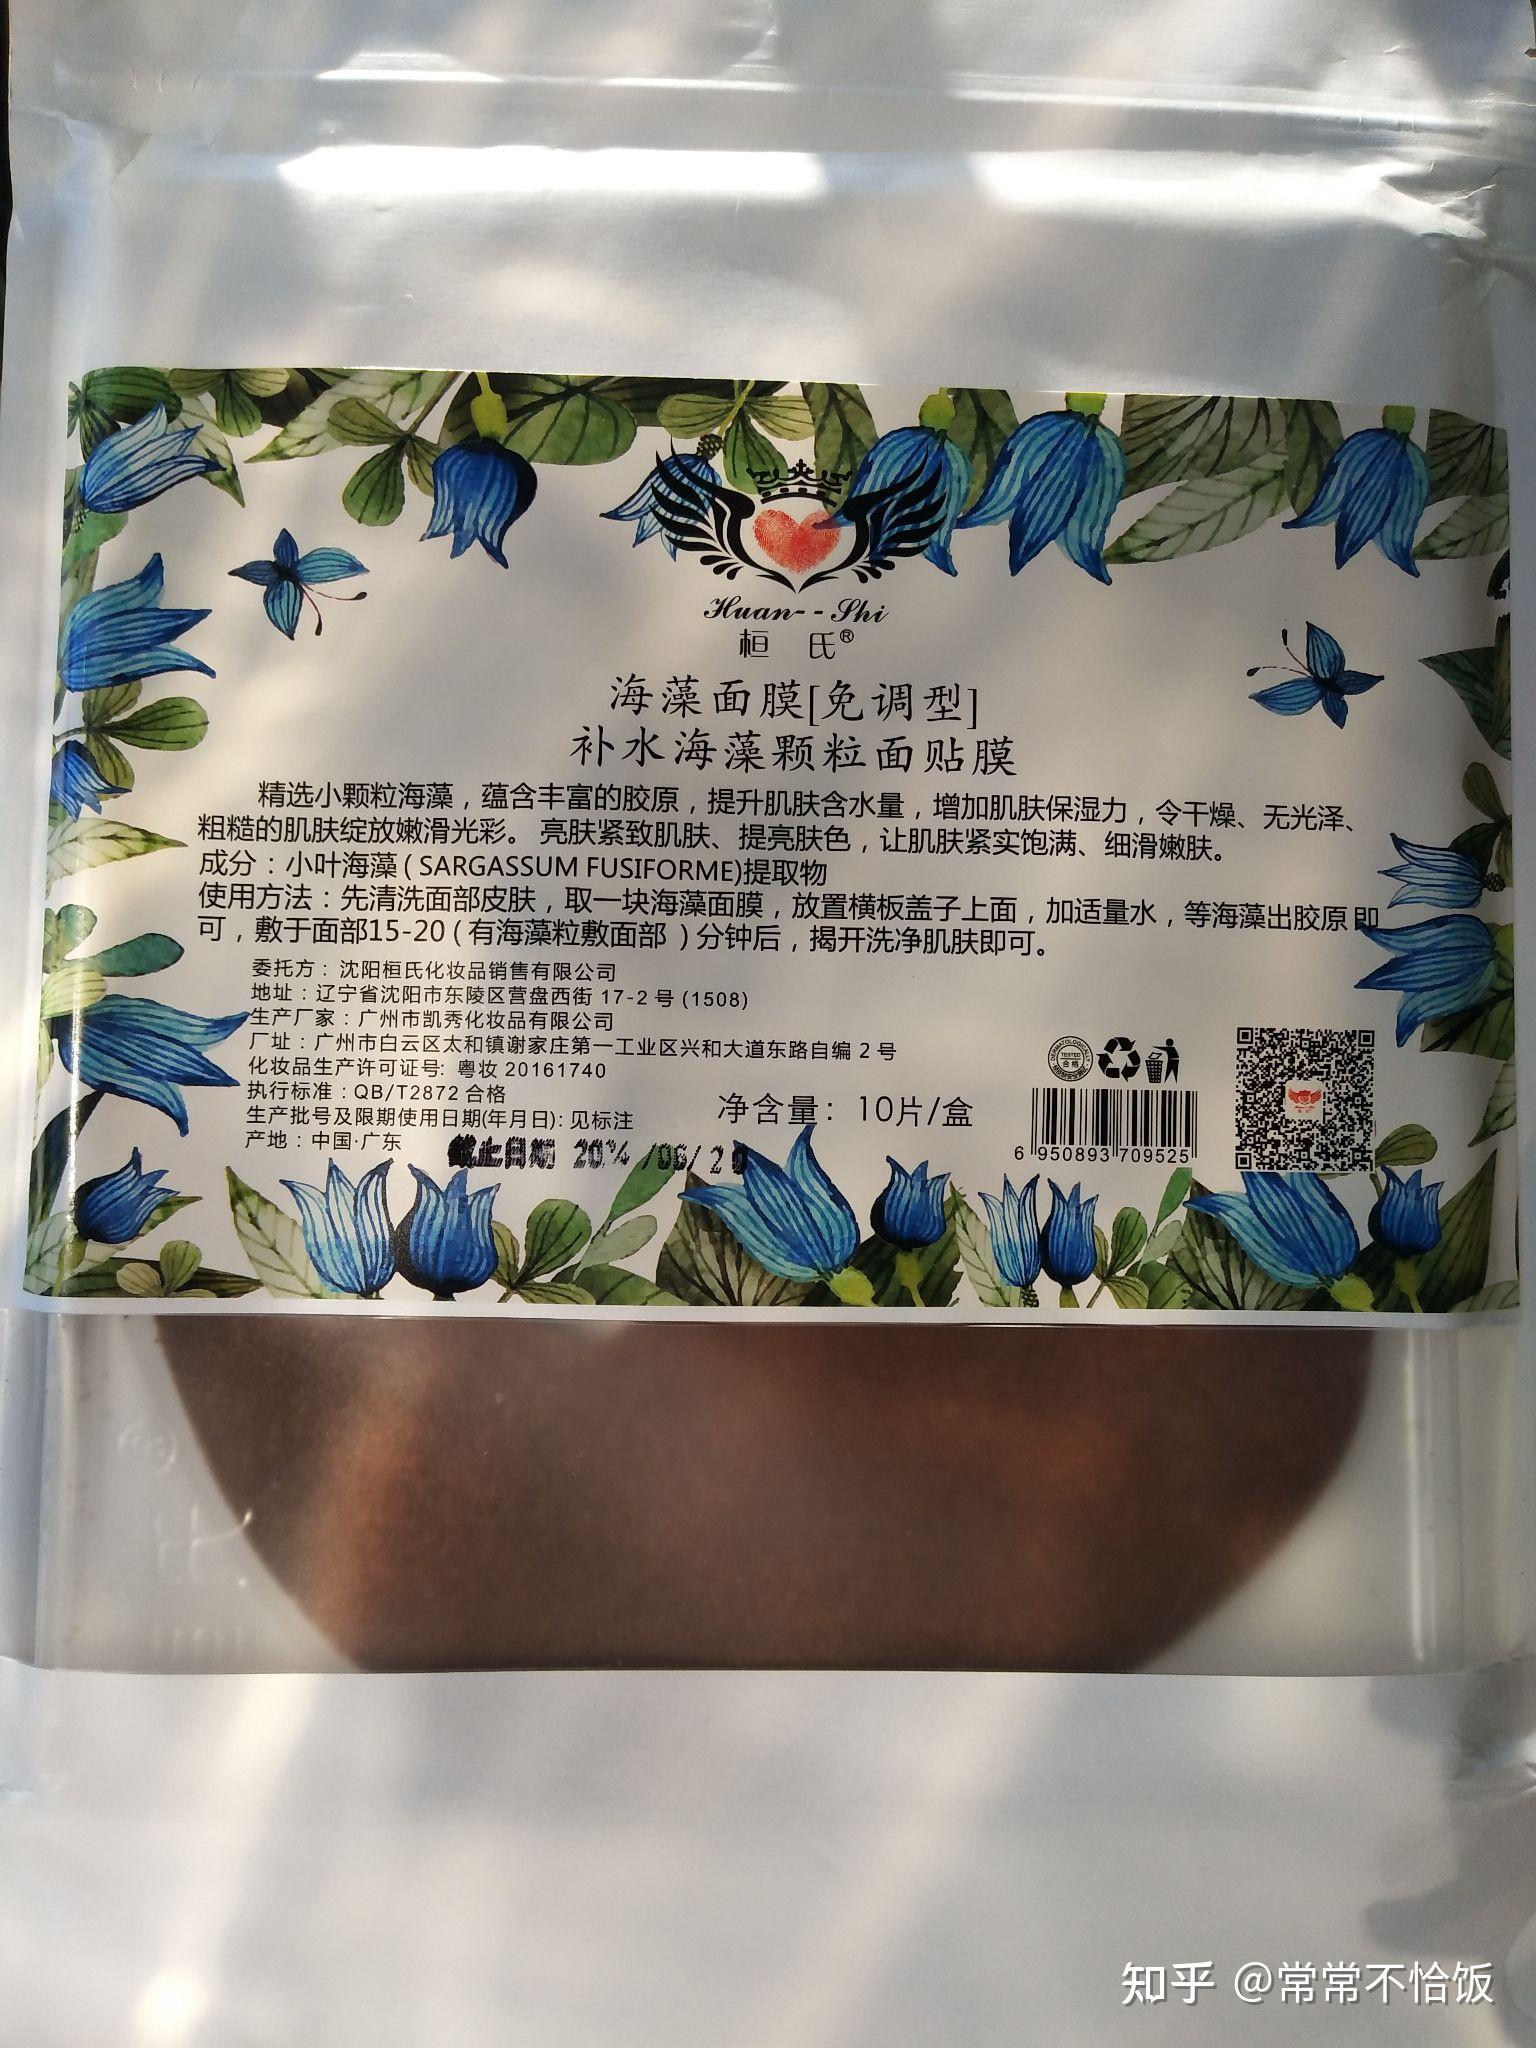 Huan--Shi
桓 氏®
海藻面膜[免调型]
补水海藻颗粒面贴膜
精选小颗粒海藻，蕴含丰富的胶原，提升肌肤含水量，增加肌肤保湿力，令干燥、无光泽、
粗糙的肌肤绽放嫩滑光彩。亮肤紧致肌肤、提亮肤色，让肌肤紧实饱满、细滑嫩肤。
成分：小叶海藻 ( SARGASSUM FUSIFORME)提取物
使用方法：先清洗面部皮肤，取一块海藻面膜，放置横板盖子上面，加适量水，等海藻出胶原即
可，敷于面部15-20 ( 有海藻粒敷面部 ) 分钟后，揭开洗净肌肤即可。
委托方：沈阳桓氏化妆品销售有限公司
地址：辽宁省沈阳市东陵区营盘西街 17-2 号 (1508)
生产厂家：广州市凯秀化妆品有限公司
厂址：广州市白云区太和镇谢家庄第一工业区兴和大道东路自编 2 号
化妆品生产许可证号: 粤妆 20161740
执行标准：QB/T2872 合格
生产批号及限期使用日期(年月日): 见标注
产地：中国·广东
截止日期
净含量：10片/盒
TESTED
合格
6 950893 709525
知乎 @常常不恰饭